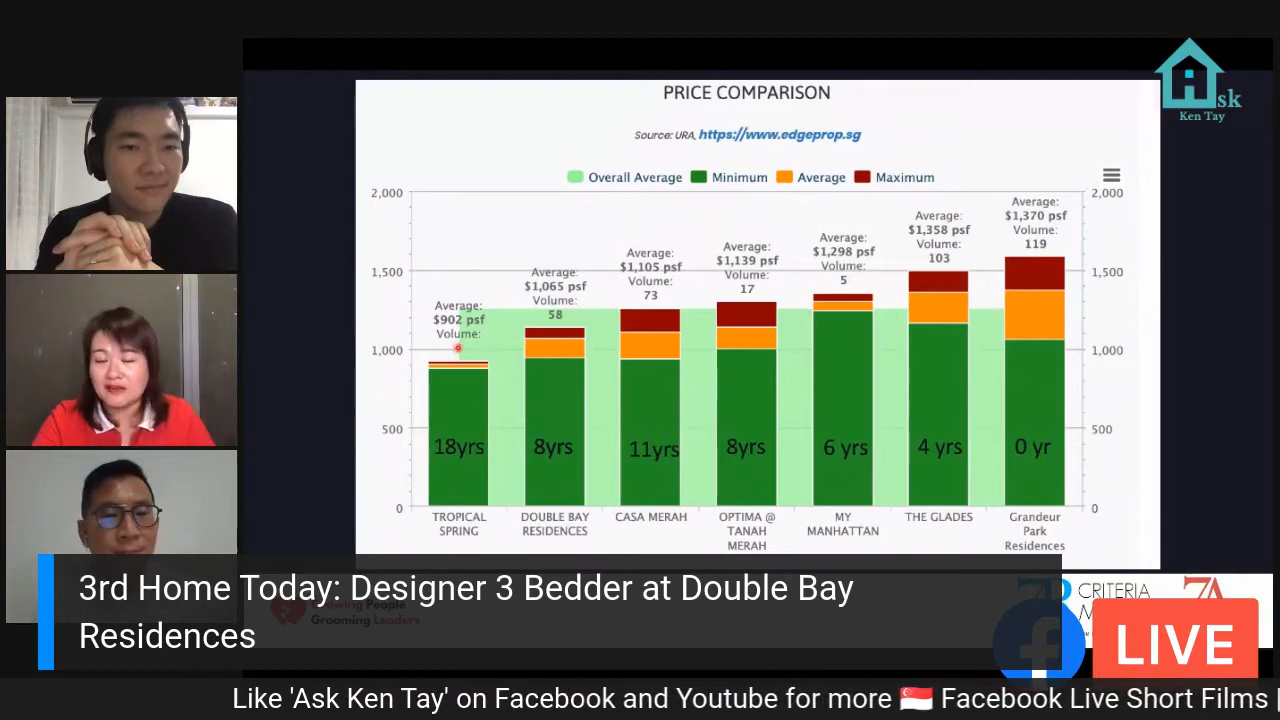 sk
Ken Tay
PRICE COMPARISON
Source: URA, https://www.edgeprop.sg
Overall Average Minimum Average Maximum
2,000
1,500
1,000
500
0
2,000
1,500
1,000
500
0
Average:
$902 psf
Volume:
Average:
$1,065 psf
Volume:
58
Average:
$1,105 psf
Volume:
73
Average:
$1,139 psf
Volume:
17
Average:
$1,298 psf
Volume:
5
Average:
$1,358 psf
Volume:
103
Average:
$1,370 psf
Volume:
119
18yrs
8yrs
11yrs
8yrs
6 yrs
4 yrs
0 yr
TROPICAL
SPRING
DOUBLE BAY
RESIDENCES
CASA MERAH
OPTIMA @
TANAH
MERAH
MY
MANHATTAN
THE GLADES
Grandeur
Park
Residences
3rd Home Today: Designer 3 Bedder at Double Bay
Residences
People
Grooming Leaders
CRITERIA
LIVE
Like 'Ask Ken Tay' on Facebook and Youtube for more 🇸🇬 Facebook Live Short Films